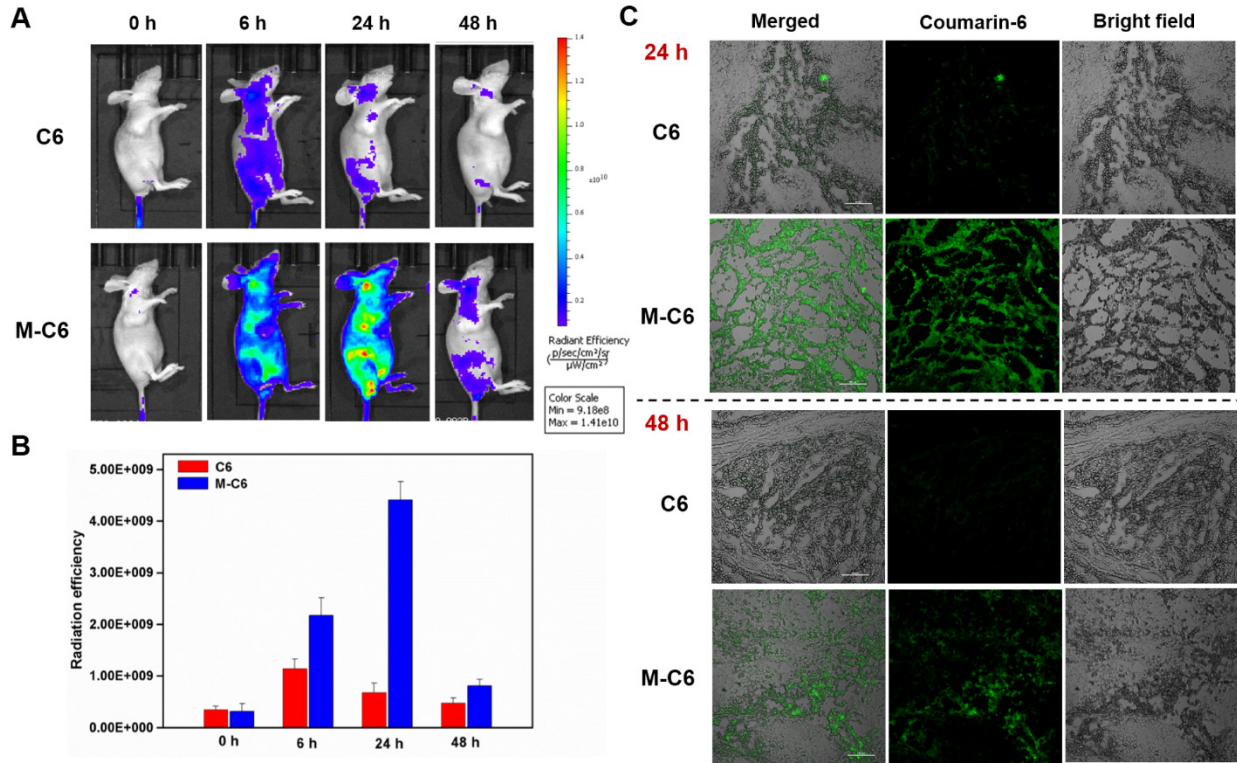 A
0 h 6 h 24 h 48 h
C6
M-C6
1.4
1.2
1.0
x10^10
0.8
0.6
0.4
0.2
Radiant Efficiency
(p/sec/cm²/sr
µW/cm²)
Color Scale
Min = 9.18e8
Max = 1.41e10
B
5.00E+009
4.00E+009
3.00E+009
2.00E+009
1.00E+009
0.00E+000
Radiation efficiency
C6
M-C6
0 h 6 h 24 h 48 h
C
Merged Coumarin-6 Bright field
24 h
C6
M-C6
48 h
C6
M-C6